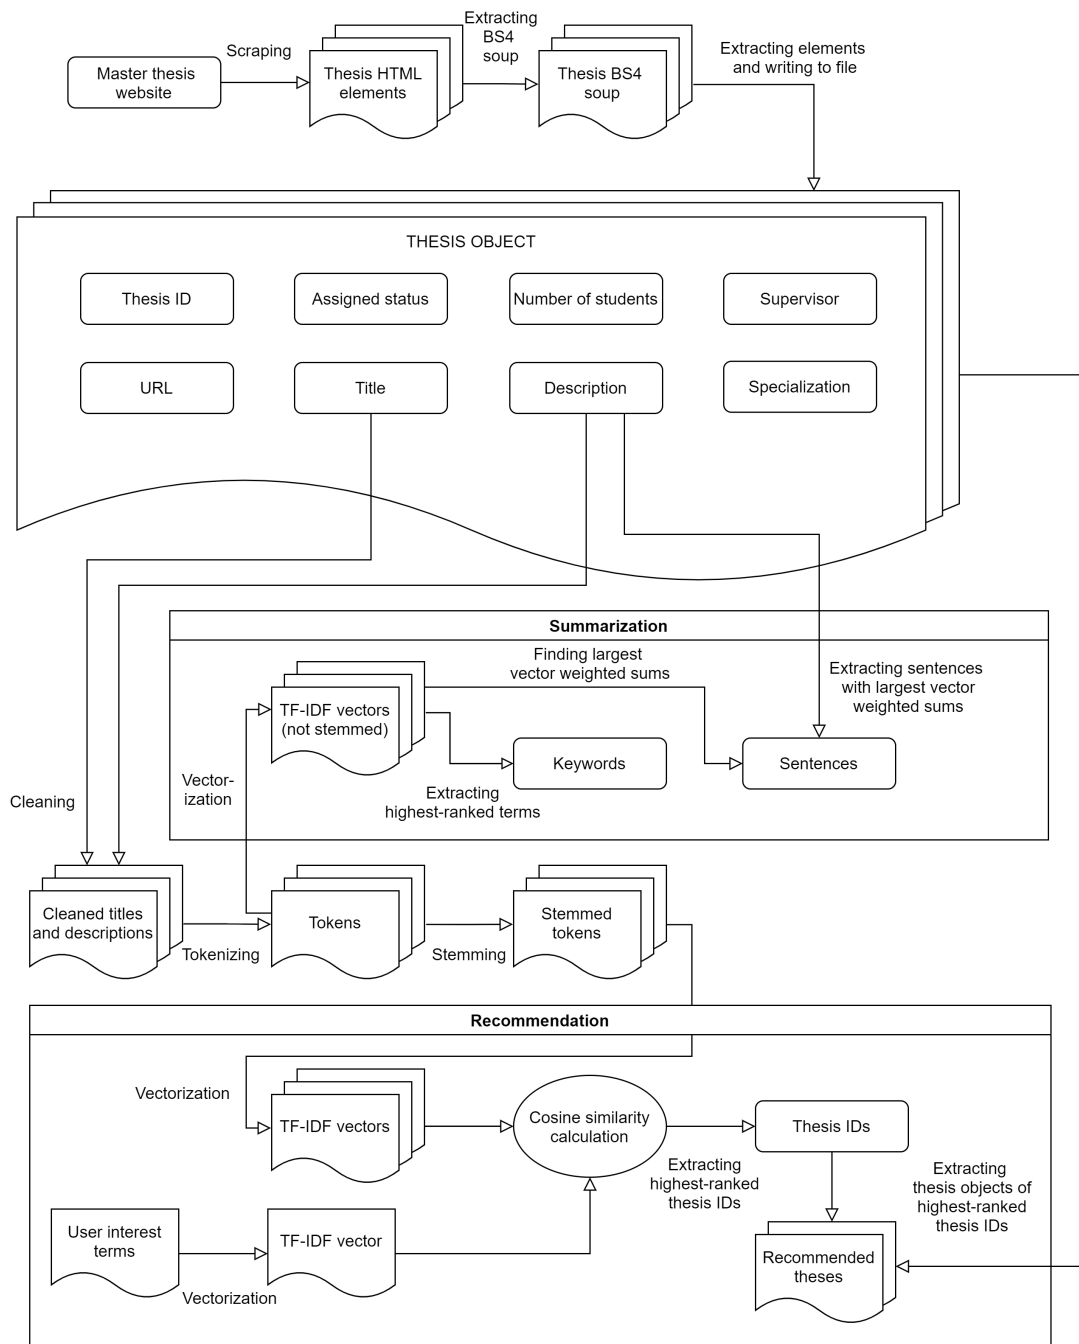 Master thesis
website
Scraping
Thesis HTML
elements
Extracting
BS4
soup
Thesis BS4
soup
Extracting elements
and writing to file
THESIS OBJECT
Thesis ID
Assigned status
Number of students
Supervisor
URL
Title
Description
Specialization
Summarization
Finding largest
vector weighted sums
Extracting sentences
with largest vector
weighted sums
TF-IDF vectors
(not stemmed)
Keywords
Sentences
Vector-
ization
Extracting
highest-ranked terms
Cleaning
Cleaned titles
and descriptions
Tokenizing
Tokens
Stemming
Stemmed
tokens
Recommendation
Vectorization
TF-IDF vectors
Cosine similarity
calculation
Thesis IDs
Extracting
highest-ranked
thesis IDs
Extracting
thesis objects of
highest-ranked
thesis IDs
User interest
terms
Vectorization
TF-IDF vector
Recommended
theses